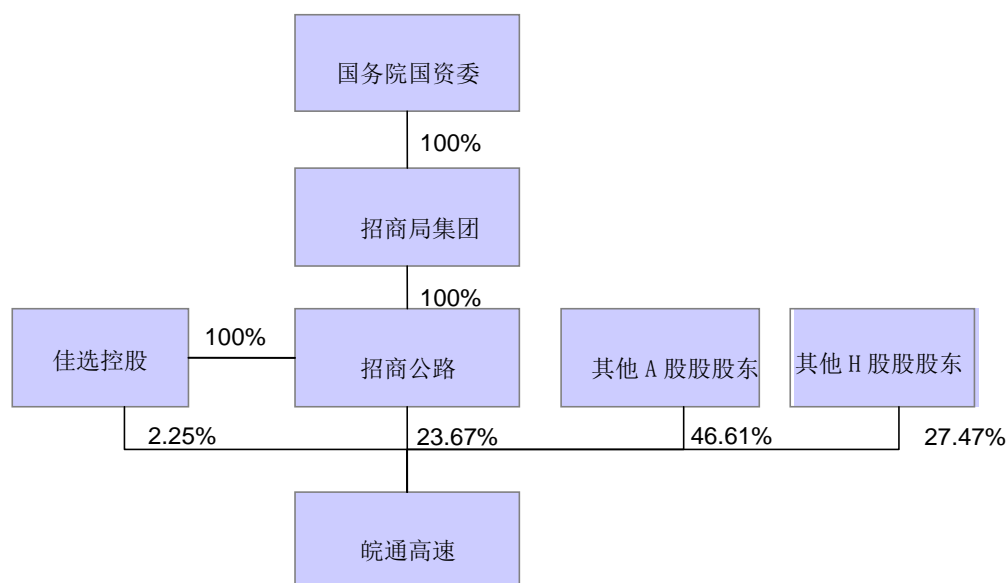 国务院国资委
100%
招商局集团
100%
佳选控股
100%
招商公路
其他 A 股股东
其他 H 股股东
2.25%
23.67%
46.61%
27.47%
皖通高速